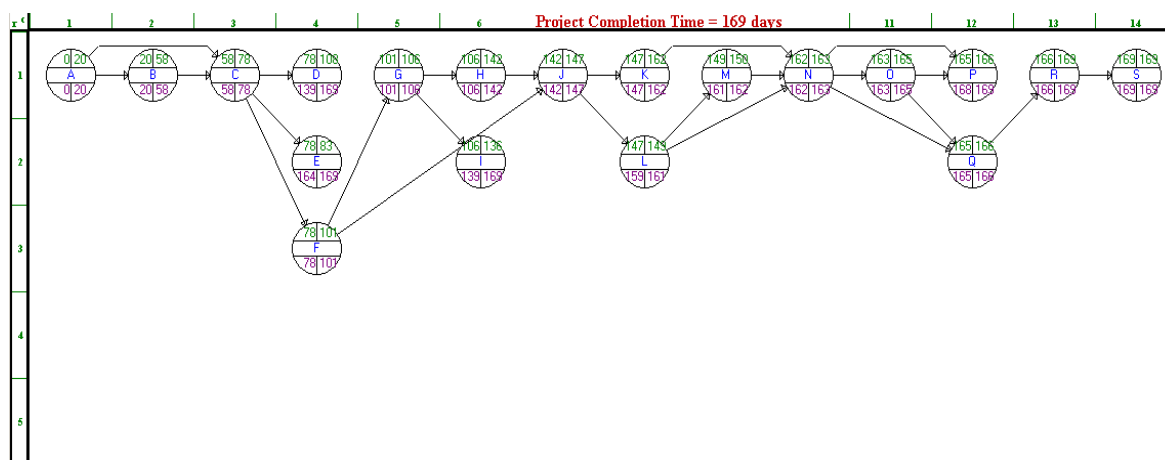 r c 1 2 3 4 5 6 Project Completion Time = 169 days 11 12 13 14
0 20 20 58 58 78 78 108 101 106 106 142 142 147 147 162 149 150 162 163 163 165 165 166 166 169 169 169
1 A B C D G H J K M N O P R S
0 20 20 58 58 78 139 169 101 106 106 142 142 147 147 162 161 162 162 163 163 165 168 169 166 169 169 169
78 83 106 136 147 149 165 166
2 E I L Q
164 169 139 169 159 161 165 166
78 101
3 F
78 101
4
5